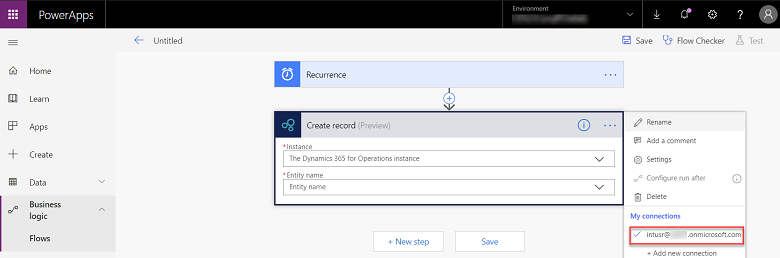 PowerApps
Environment
?
Untitled
Save
Flow Checker
Test
Home
Learn
Apps
Create
Data
Business
logic
Flows
Recurrence
...
Create record (Preview)
...
*Instance
The Dynamics 365 for Operations instance
*Entity name
Entity name
+ New step
Save
Rename
Add a comment
Settings
Configure run after
Delete
My connections
intusr@ .onmicrosoft.com
+ Add new connection